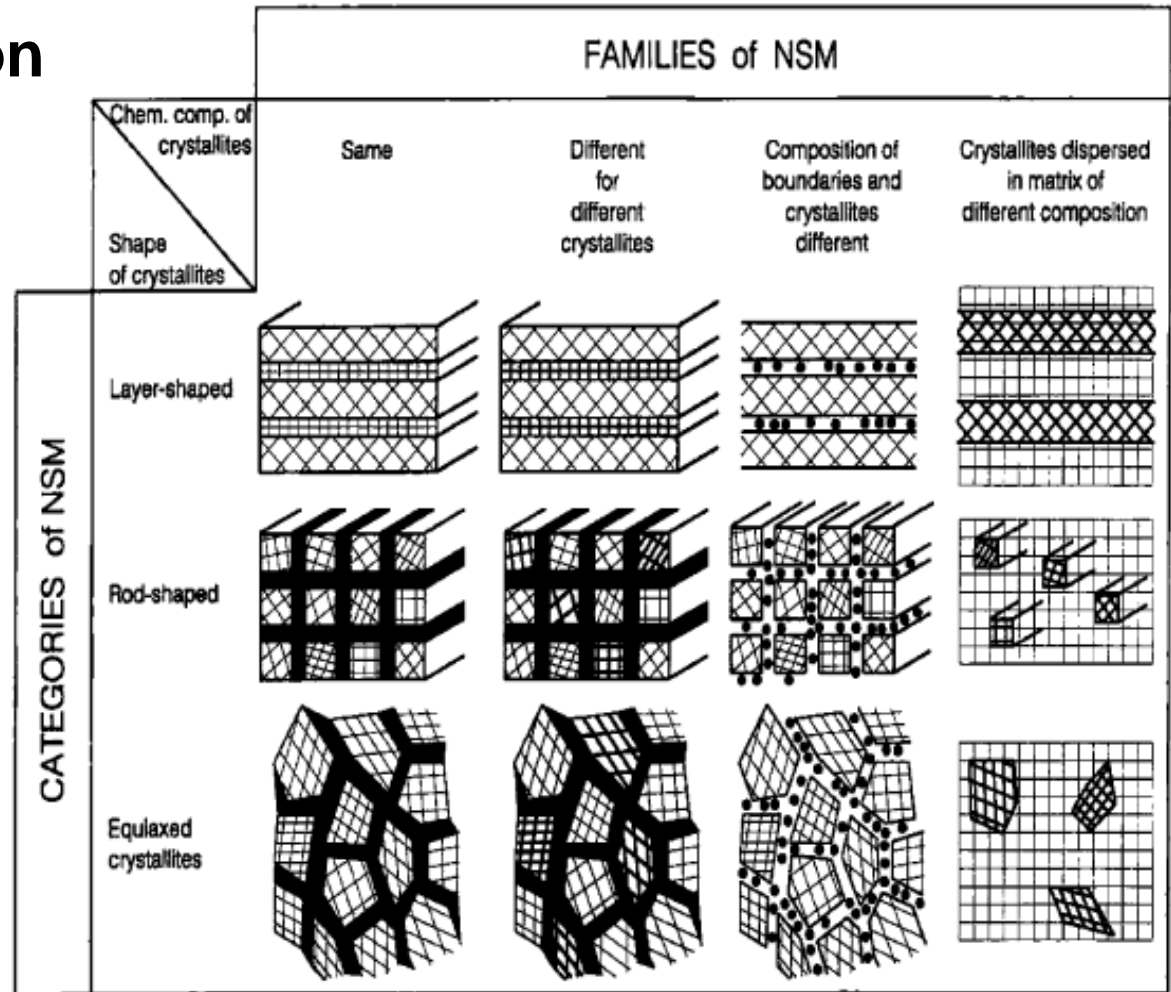 on
FAMILIES of NSM
Chem. comp. of
crystallites
Shape
of crystallites
Same
Different
for
different
crystallites
Composition of
boundaries and
crystallites
different
Crystallites dispersed
in matrix of
different composition
CATEGORIES of NSM
Layer-shaped
Rod-shaped
Equiaxed
crystallites